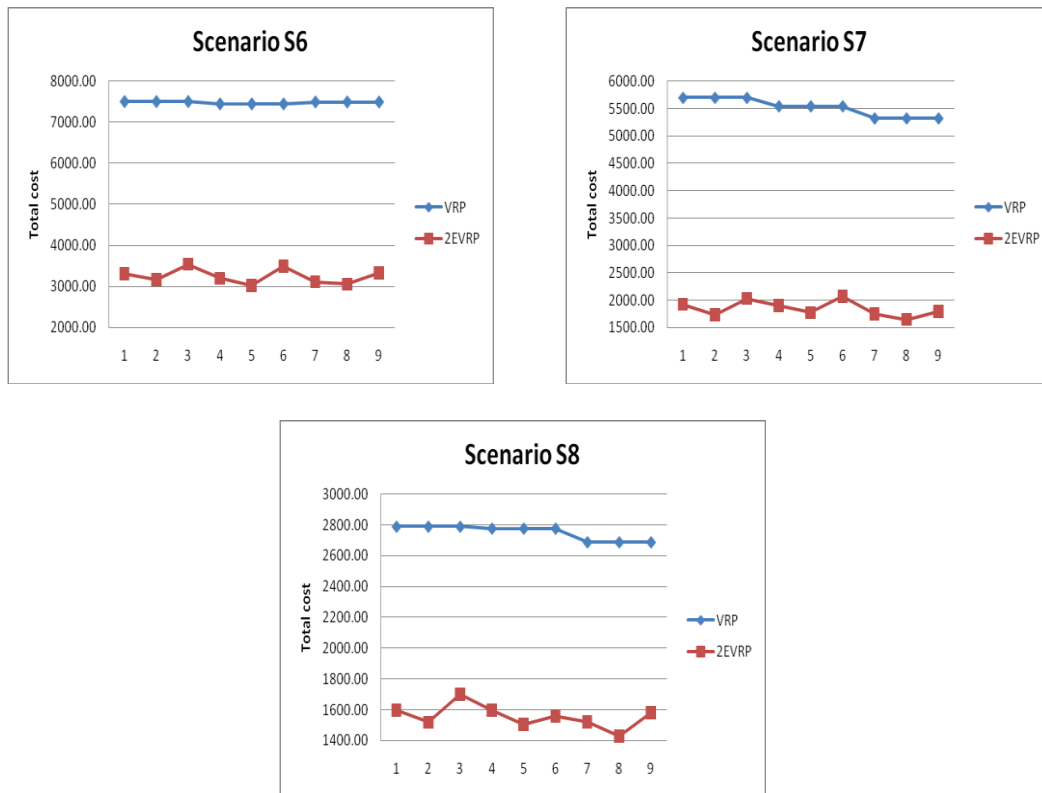 Scenario S6
8000.00
7000.00
6000.00
5000.00
4000.00
3000.00
2000.00
Total cost
1 2 3 4 5 6 7 8 9
VRP
2EVRP
Scenario S7
6000.00
5500.00
5000.00
4500.00
4000.00
3500.00
3000.00
2500.00
2000.00
1500.00
Total cost
1 2 3 4 5 6 7 8 9
VRP
2EVRP
Scenario S8
3000.00
2800.00
2600.00
2400.00
2200.00
2000.00
1800.00
1600.00
1400.00
Total cost
1 2 3 4 5 6 7 8 9
VRP
2EVRP